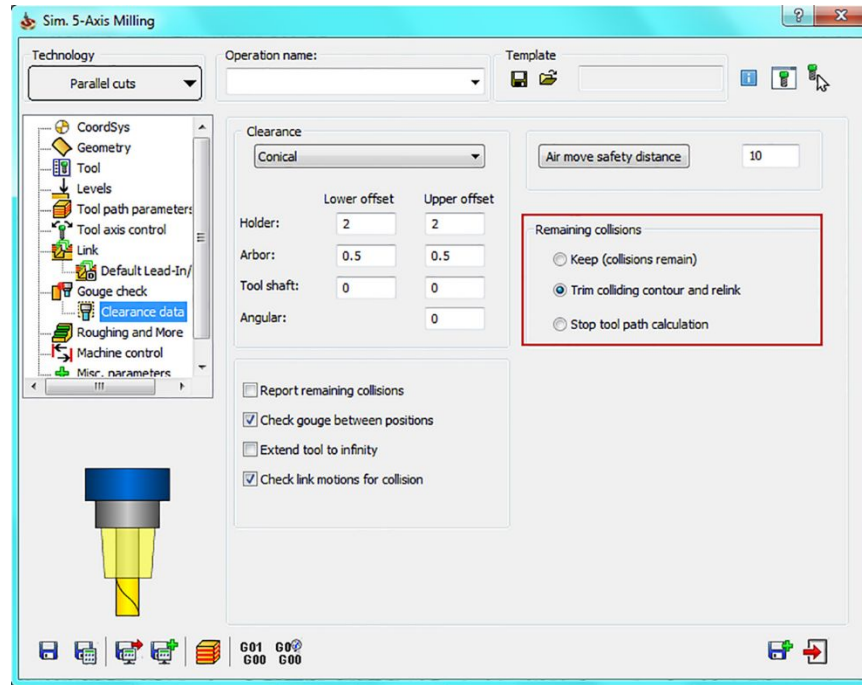 Sim. 5-Axis Milling
Technology
Parallel cuts
Operation name:
Template
CoordSys
Geometry
Tool
Levels
Tool path parameters
Tool axis control
Link
Default Lead-In/
Gouge check
Clearance data
Roughing and More
Machine control
Misc. parameters
Clearance
Conical
Lower offset Upper offset
Holder: 2 2
Arbor: 0.5 0.5
Tool shaft: 0 0
Angular: 0
Report remaining collisions
Check gouge between positions
Extend tool to infinity
Check link motions for collision
Air move safety distance 10
Remaining collisions
Keep (collisions remain)
Trim colliding contour and relink
Stop tool path calculation
G01 G0
G00 G00